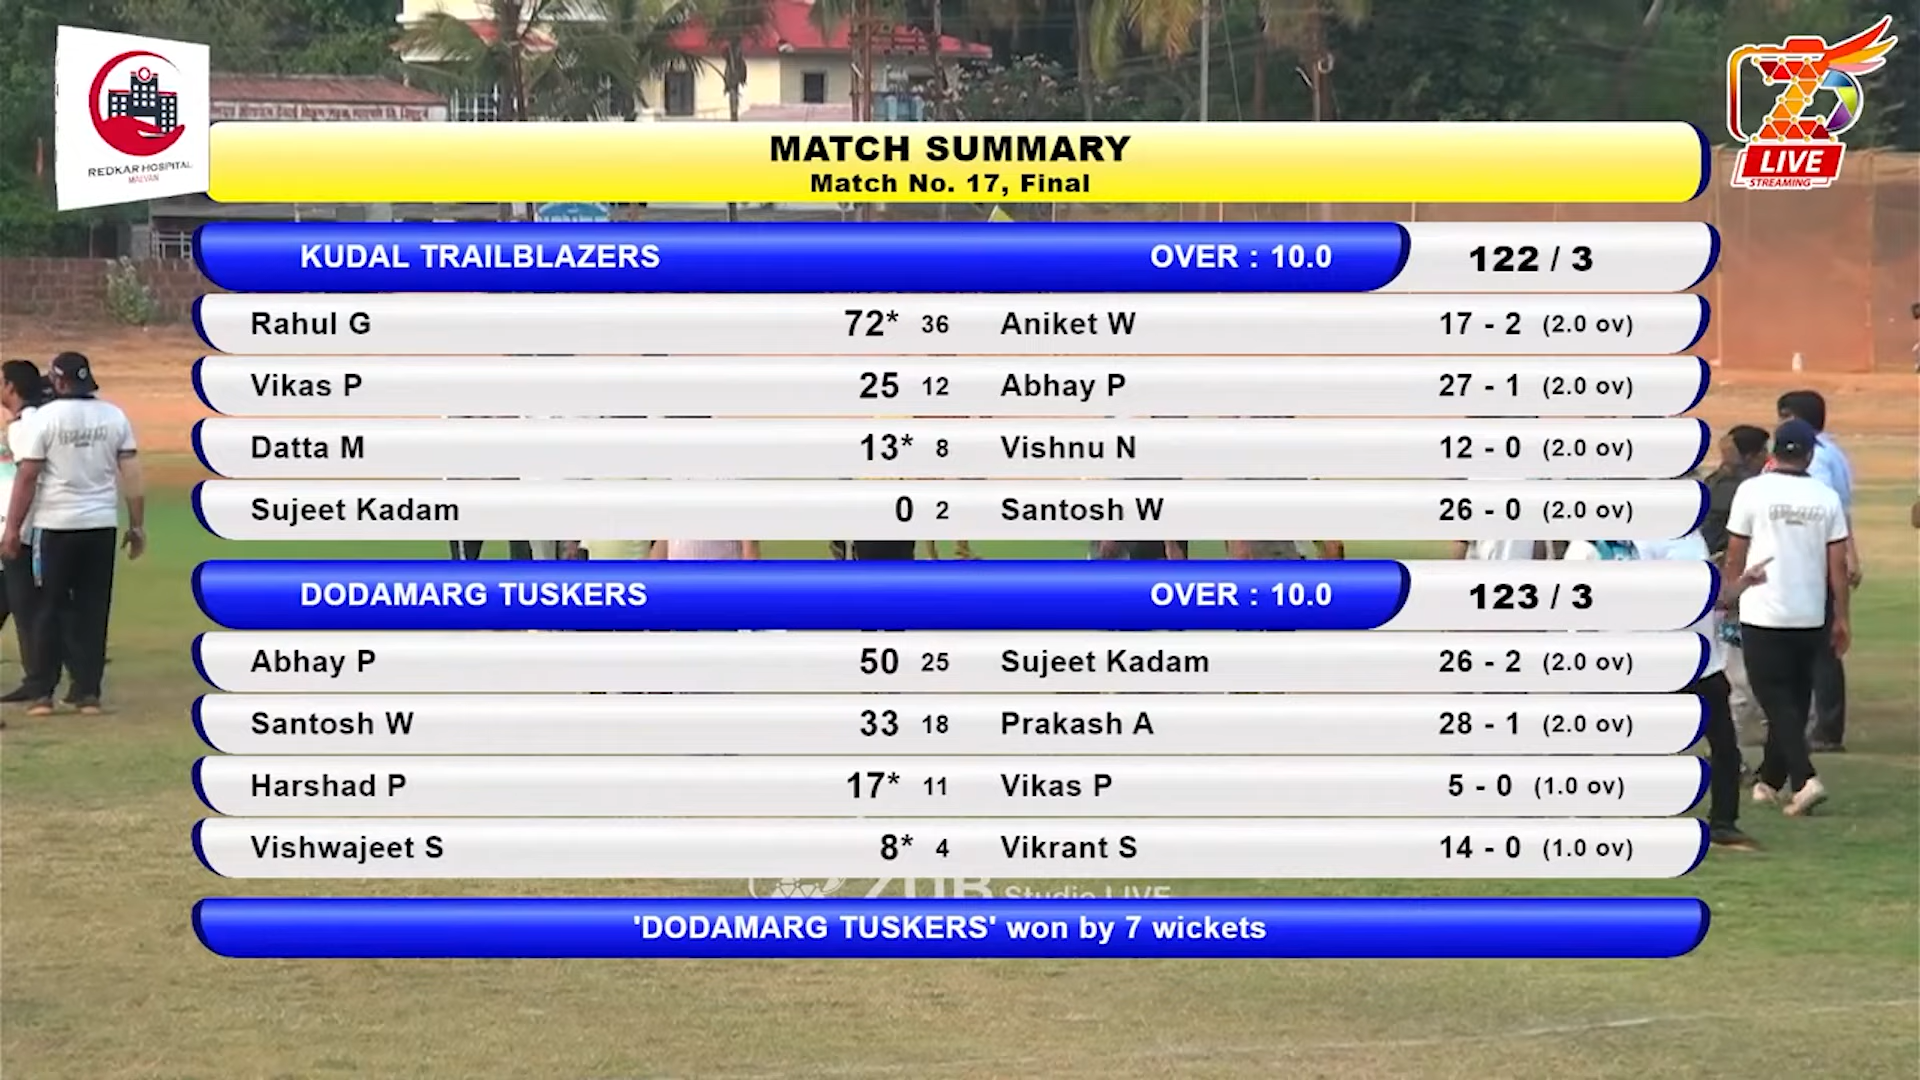 REDKAR HOSPITAL
MALVAN
LIVE
STREAMING
MATCH SUMMARY
Match No. 17, Final
KUDAL TRAILBLAZERS OVER : 10.0 122 / 3
Rahul G 72* 36 Aniket W 17 - 2 (2.0 ov)
Vikas P 25 12 Abhay P 27 - 1 (2.0 ov)
Datta M 13* 8 Vishnu N 12 - 0 (2.0 ov)
Sujeet Kadam 0 2 Santosh W 26 - 0 (2.0 ov)
DODAMARG TUSKERS OVER : 10.0 123 / 3
Abhay P 50 25 Sujeet Kadam 26 - 2 (2.0 ov)
Santosh W 33 18 Prakash A 28 - 1 (2.0 ov)
Harshad P 17* 11 Vikas P 5 - 0 (1.0 ov)
Vishwajeet S 8* 4 Vikrant S 14 - 0 (1.0 ov)
Studio LIVE
'DODAMARG TUSKERS' won by 7 wickets